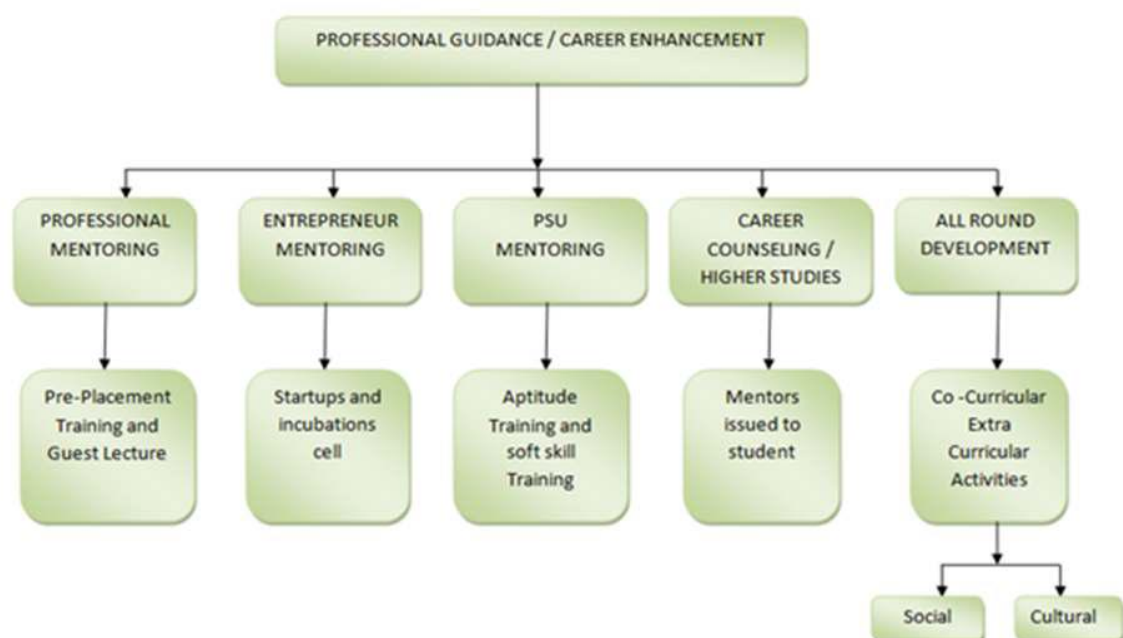 PROFESSIONAL GUIDANCE / CAREER ENHANCEMENT
PROFESSIONAL
MENTORING
ENTREPRENEUR
MENTORING
PSU
MENTORING
CAREER
COUNSELING /
HIGHER STUDIES
ALL ROUND
DEVELOPMENT
Pre-Placement
Training and
Guest Lecture
Startups and
incubations
cell
Aptitude
Training and
soft skill
Training
Mentors
issued to
student
Co -Curricular
Extra
Curricular
Activities
Social
Cultural